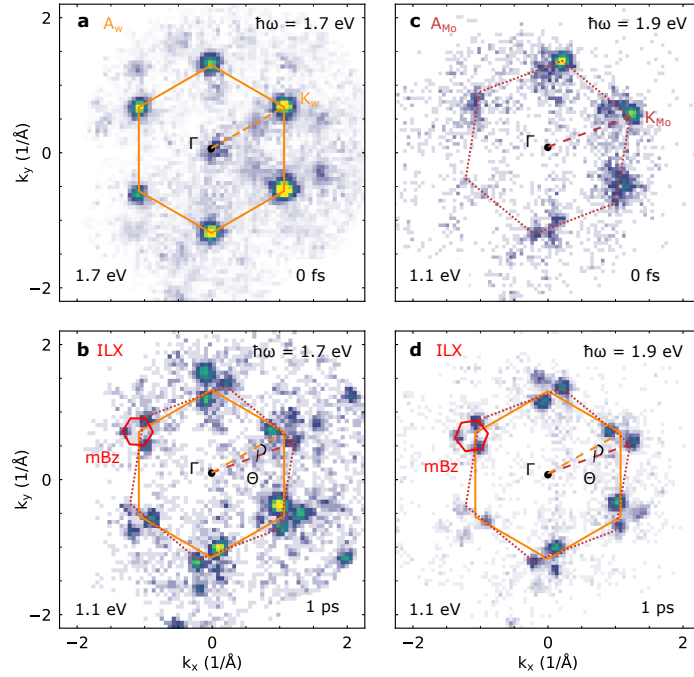 a A_w ħω = 1.7 eV
K_w
Γ
1.7 eV 0 fs
k_y (1/Å)
2
0
−2
c A_Mo ħω = 1.9 eV
K_Mo
Γ
1.1 eV 0 fs
b ILX ħω = 1.7 eV
mBz
Γ
Θ
1.1 eV 1 ps
k_y (1/Å)
2
0
−2
−2 0 2
k_x (1/Å)
d ILX ħω = 1.9 eV
mBz
Γ
Θ
1.1 eV 1 ps
−2 0 2
k_x (1/Å)